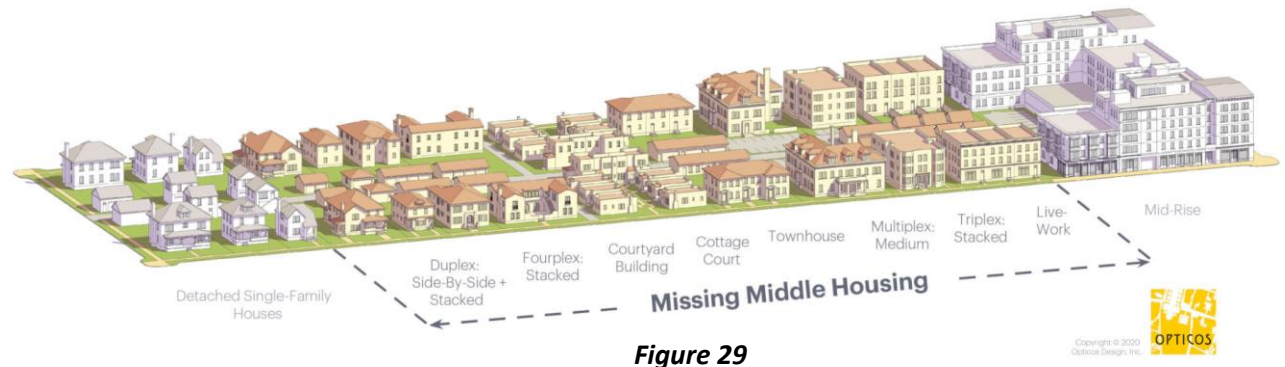 Detached Single-Family
Houses
Duplex:
Side-By-Side +
Stacked
Fourplex:
Stacked
Courtyard
Building
Cottage
Court
Townhouse
Multiplex:
Medium
Triplex:
Stacked
Live-
Work
Mid-Rise
Missing Middle Housing
Copyright © 2020
Opticos Design, Inc.
OPTICOS
Figure 29